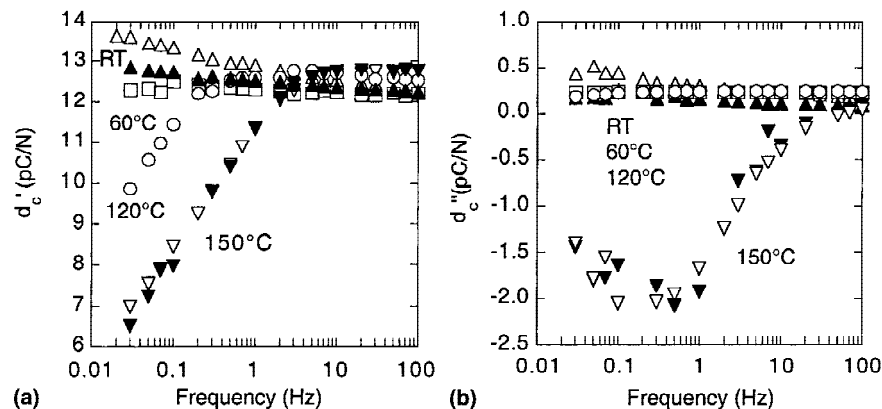 14
13
12
11
10
9
8
7
6
RT
60°C
120°C
150°C
0.01
0.1
1
10
100
d_c' (pC/N)
Frequency (Hz)
(a)
1.0
0.5
0.0
-0.5
-1.0
-1.5
-2.0
-2.5
RT
60°C
120°C
150°C
0.01
0.1
1
10
100
d_c"(pC/N)
Frequency (Hz)
(b)